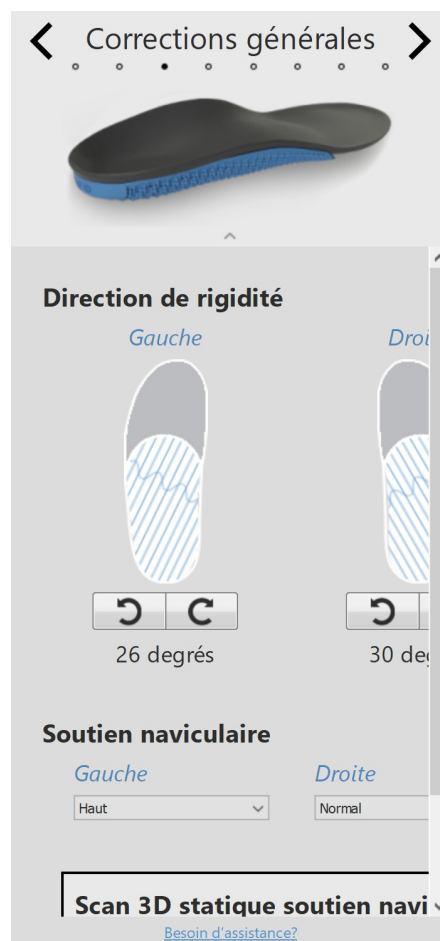 Corrections générales
Direction de rigidité
Gauche
26 degrés
30
Soutien naviculaire
Gauche Droite
Haut Normal
Scan 3D statique soutien
Besoin d'assistance?